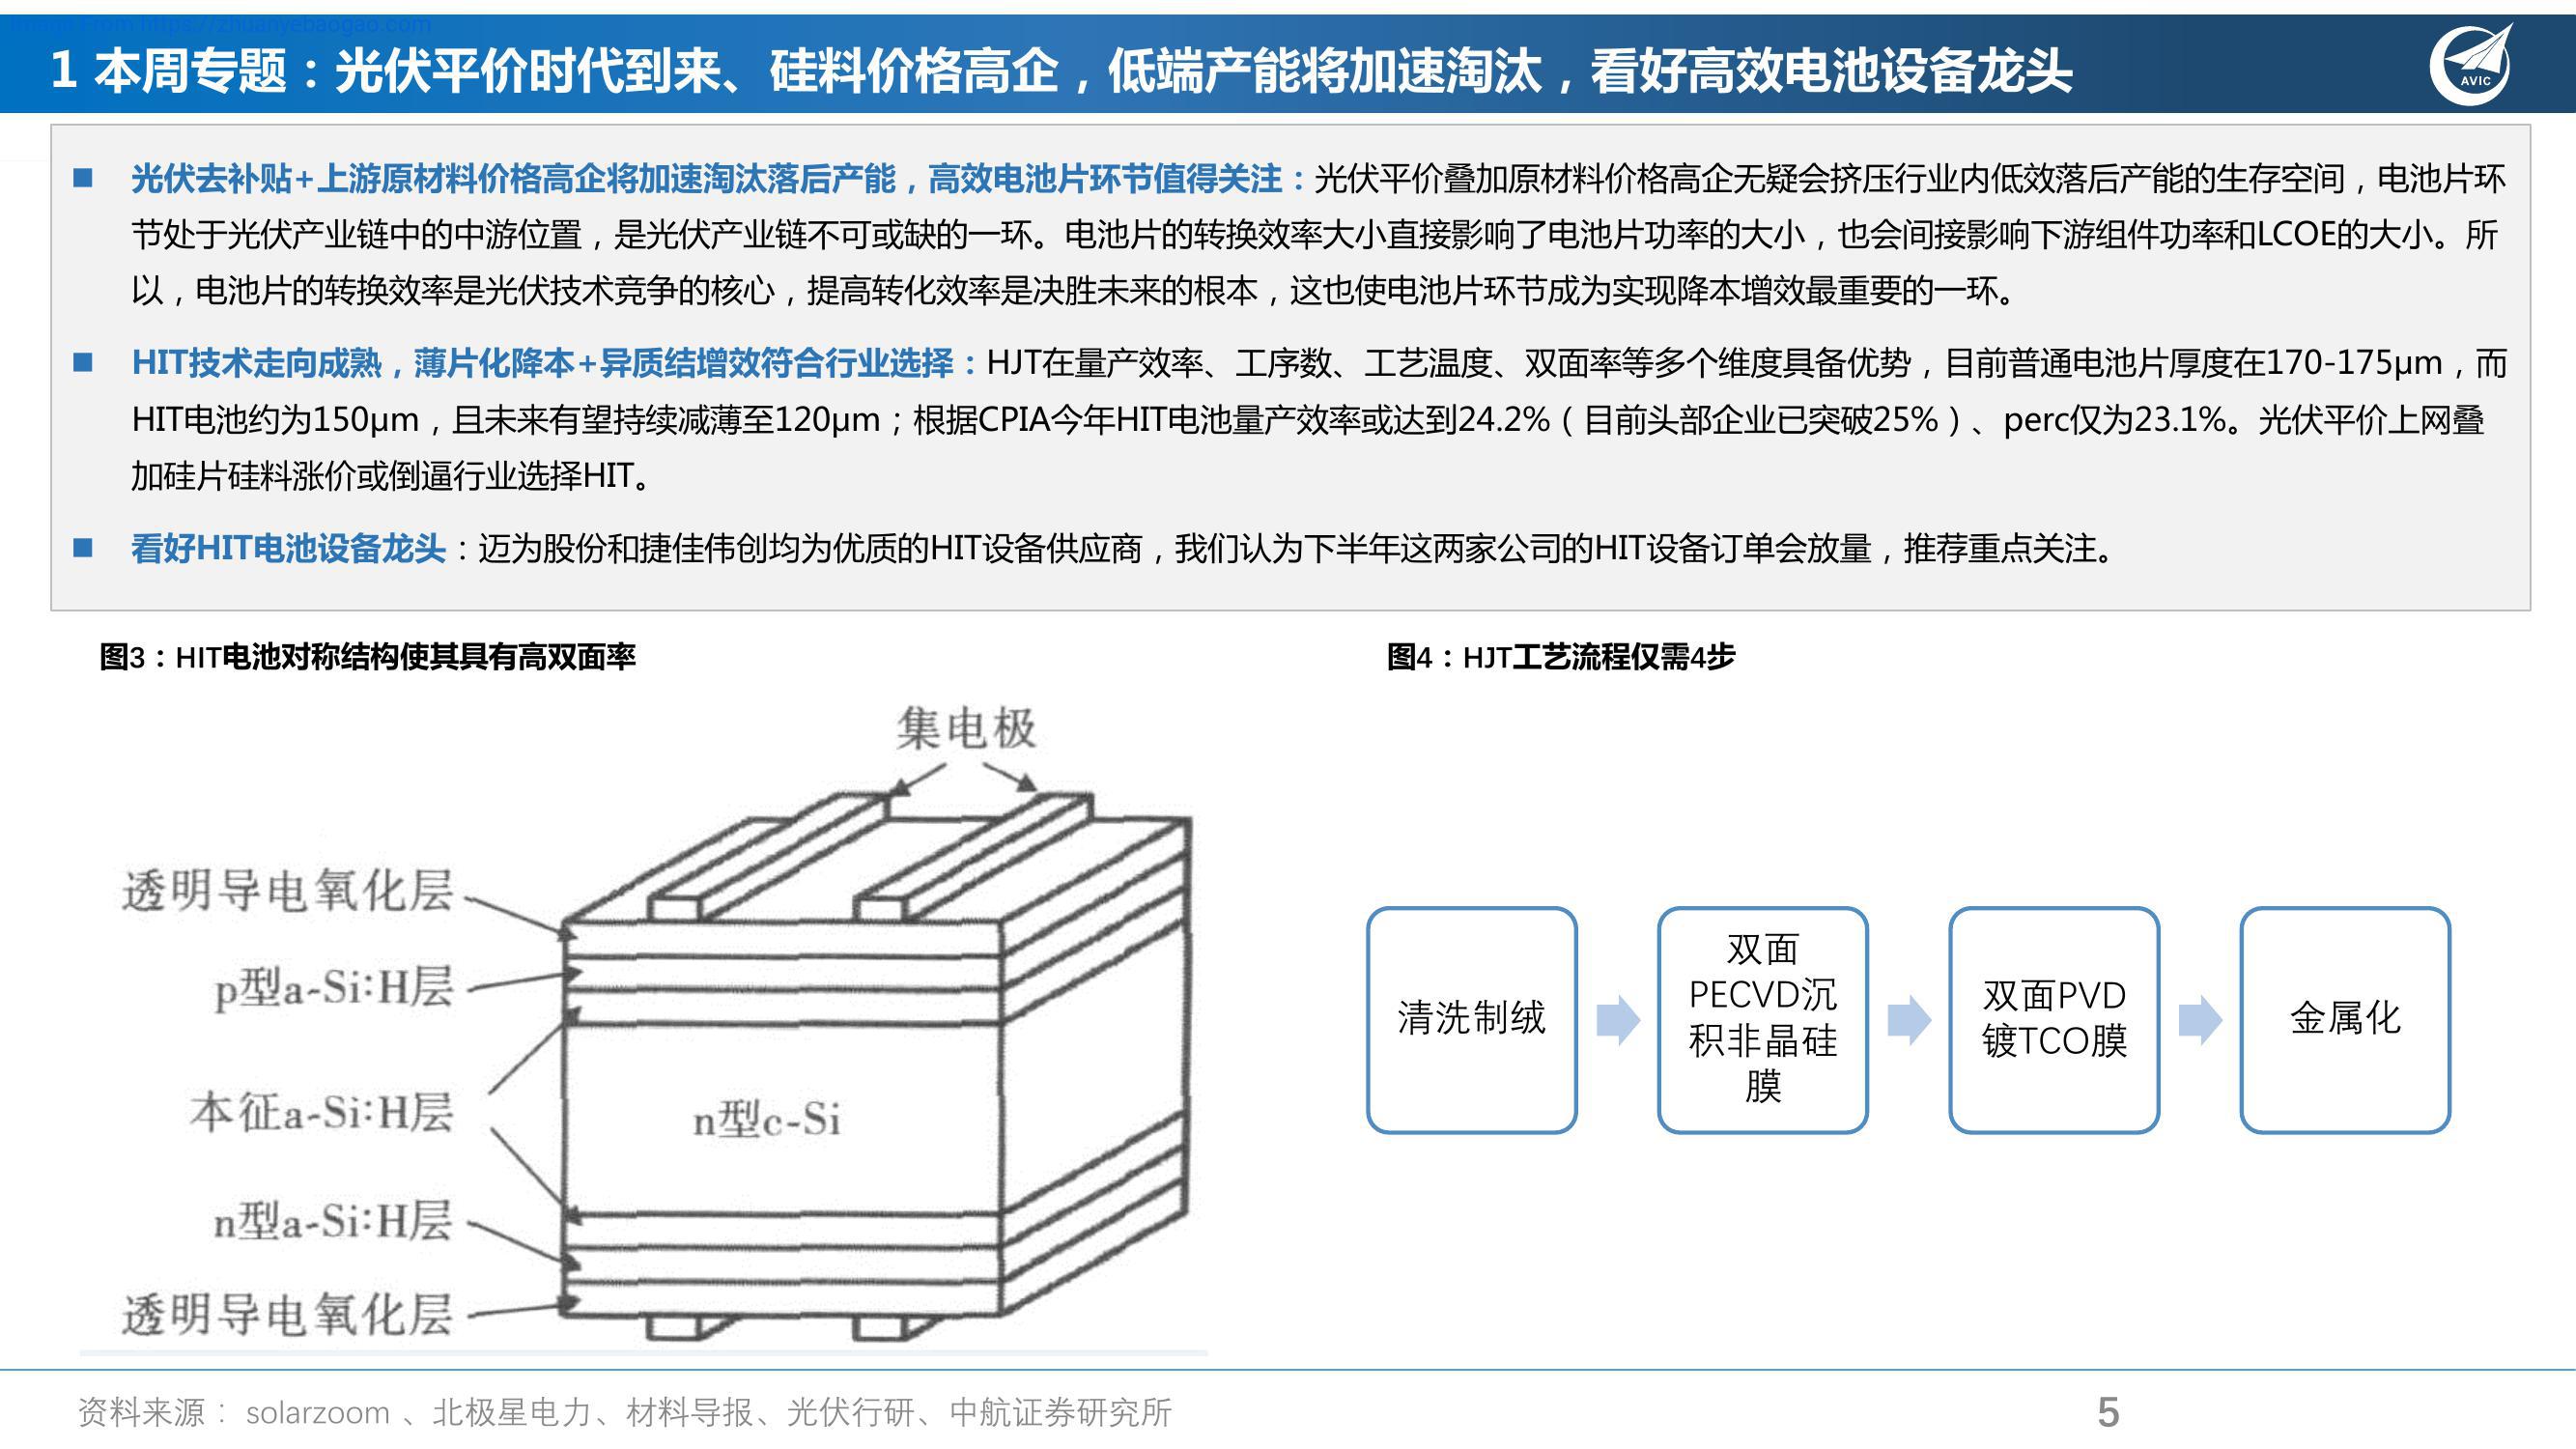 Image From https://zhuanyebaogao.com
1 本周专题：光伏平价时代到来、硅料价格高企，低端产能将加速淘汰，看好高效电池设备龙头
AVIC
■ 光伏去补贴+上游原材料价格高企将加速淘汰落后产能，高效电池片环节值得关注：光伏平价叠加原材料价格高企无疑会挤压行业内低效落后产能的生存空间，电池片环
节处于光伏产业链中的中游位置，是光伏产业链不可或缺的一环。电池片的转换效率大小直接影响了电池片功率的大小，也会间接影响下游组件功率和LCOE的大小。所
以，电池片的转换效率是光伏技术竞争的核心，提高转化效率是决胜未来的根本，这也使电池片环节成为实现降本增效最重要的一环。
■ HIT技术走向成熟，薄片化降本+异质结增效符合行业选择：HJT在量产效率、工序数、工艺温度、双面率等多个维度具备优势，目前普通电池片厚度在170-175μm，而
HIT电池约为150μm，且未来有望持续减薄至120μm；根据CPIA今年HIT电池量产效率或达到24.2%（目前头部企业已突破25%）、perc仅为23.1%。光伏平价上网叠
加硅片硅料涨价或倒逼行业选择HIT。
■ 看好HIT电池设备龙头：迈为股份和捷佳伟创均为优质的HIT设备供应商，我们认为下半年这两家公司的HIT设备订单会放量，推荐重点关注。
图3：HIT电池对称结构使其具有高双面率
集电极
透明导电氧化层
p型a-Si:H层
本征a-Si:H层
n型c-Si
n型a-Si:H层
透明导电氧化层
图4：HJT工艺流程仅需4步
清洗制绒
双面
PECVD沉
积非晶硅
膜
双面PVD
镀TCO膜
金属化
资料来源： solarzoom 、北极星电力、材料导报、光伏行研、中航证券研究所
5